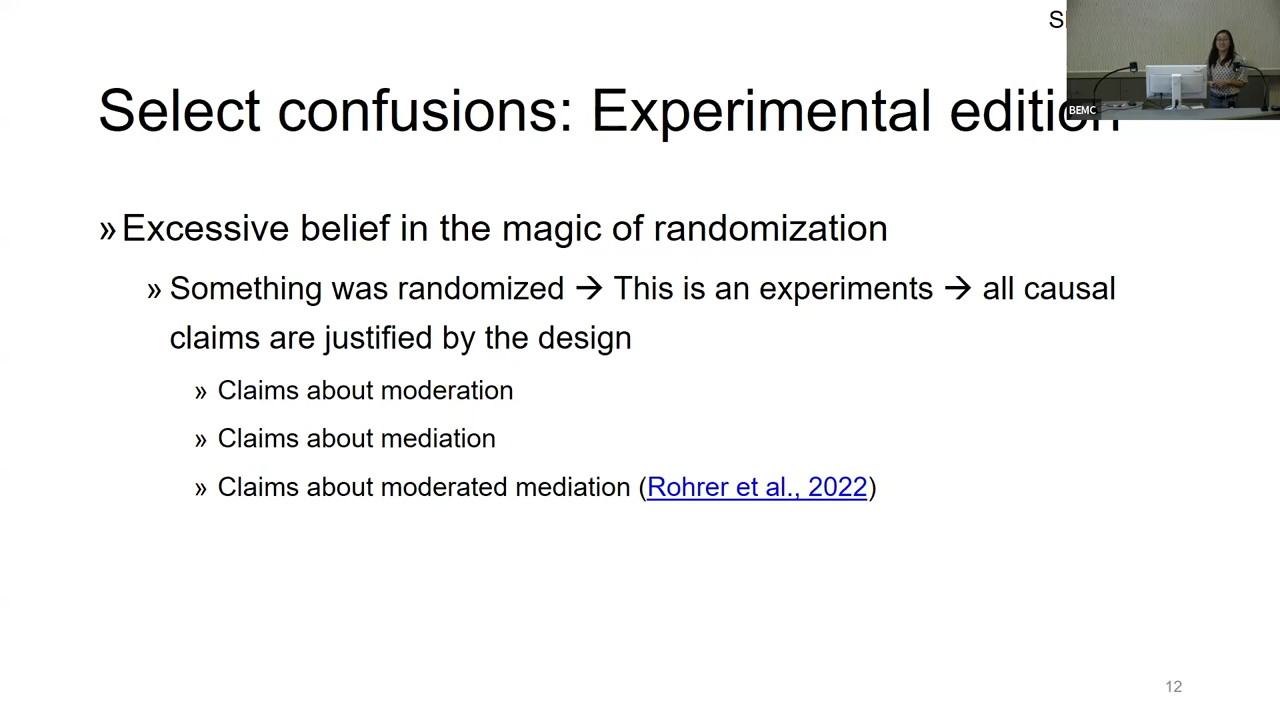 Select confusions: Experimental edition
BEMC
» Excessive belief in the magic of randomization
» Something was randomized → This is an experiments → all causal
claims are justified by the design
» Claims about moderation
» Claims about mediation
» Claims about moderated mediation (Rohrer et al., 2022)
12